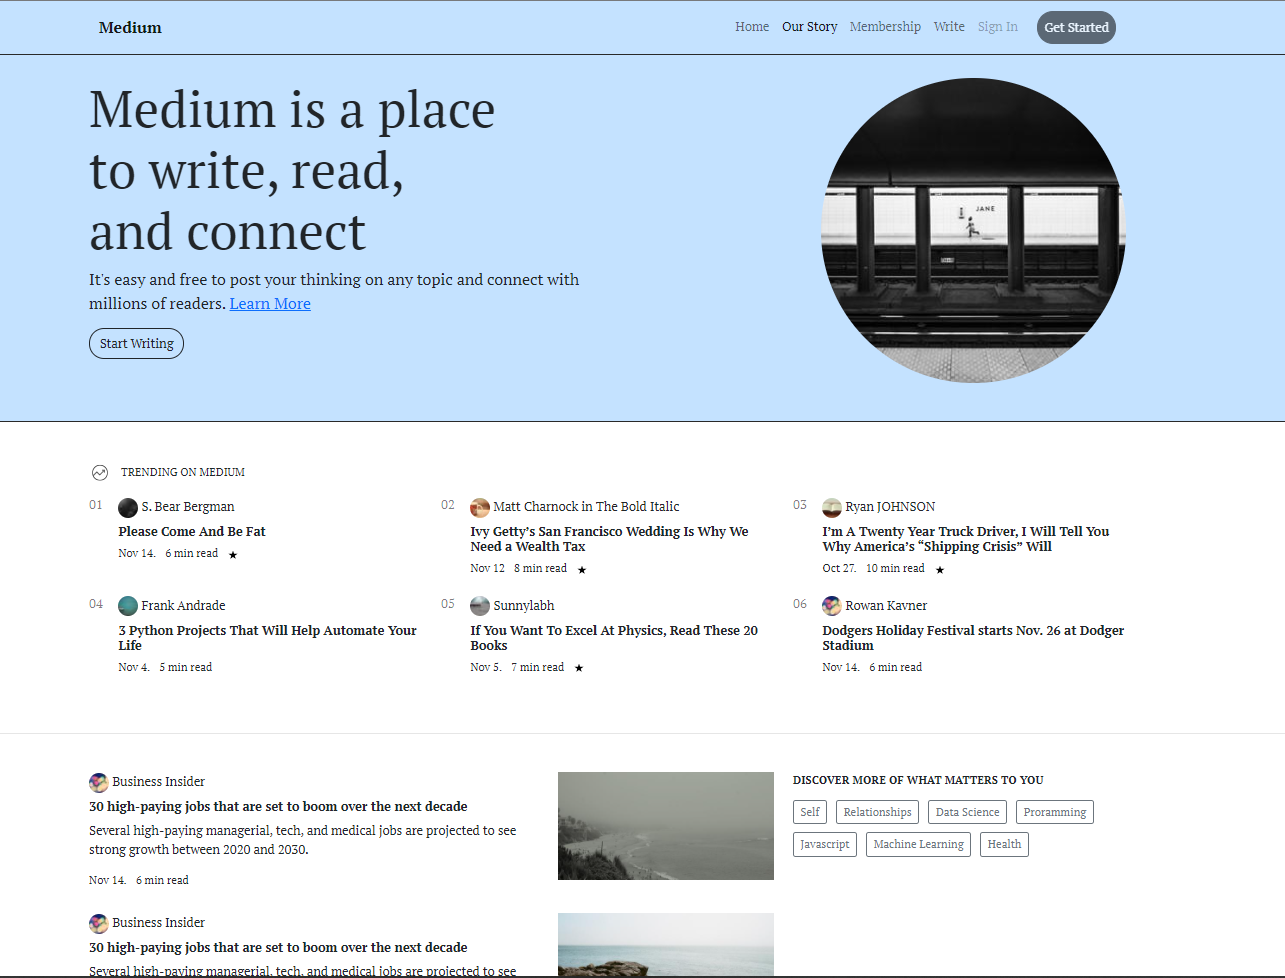 Medium
Home Our Story Membership Write Sign In Get Started
Medium is a place
to write, read,
and connect
It's easy and free to post your thinking on any topic and connect with
millions of readers. Learn More
Start Writing
JANE
TRENDING ON MEDIUM
01 S. Bear Bergman
Please Come And Be Fat
Nov 14. 6 min read ★
02 Matt Charnock in The Bold Italic
Ivy Getty’s San Francisco Wedding Is Why We
Need a Wealth Tax
Nov 12 8 min read ★
03 Ryan JOHNSON
I’m A Twenty Year Truck Driver, I Will Tell You
Why America’s “Shipping Crisis” Will
Oct 27. 10 min read ★
04 Frank Andrade
3 Python Projects That Will Help Automate Your
Life
Nov 4. 5 min read
05 Sunnylabh
If You Want To Excel At Physics, Read These 20
Books
Nov 5. 7 min read ★
06 Rowan Kavner
Dodgers Holiday Festival starts Nov. 26 at Dodger
Stadium
Nov 14. 6 min read
Business Insider
30 high-paying jobs that are set to boom over the next decade
Several high-paying managerial, tech, and medical jobs are projected to see
strong growth between 2020 and 2030.
Nov 14. 6 min read
Business Insider
30 high-paying jobs that are set to boom over the next decade
Several high-paying managerial, tech, and medical jobs are projected to see
DISCOVER MORE OF WHAT MATTERS TO YOU
Self Relationships Data Science Proramming
Javascript Machine Learning Health